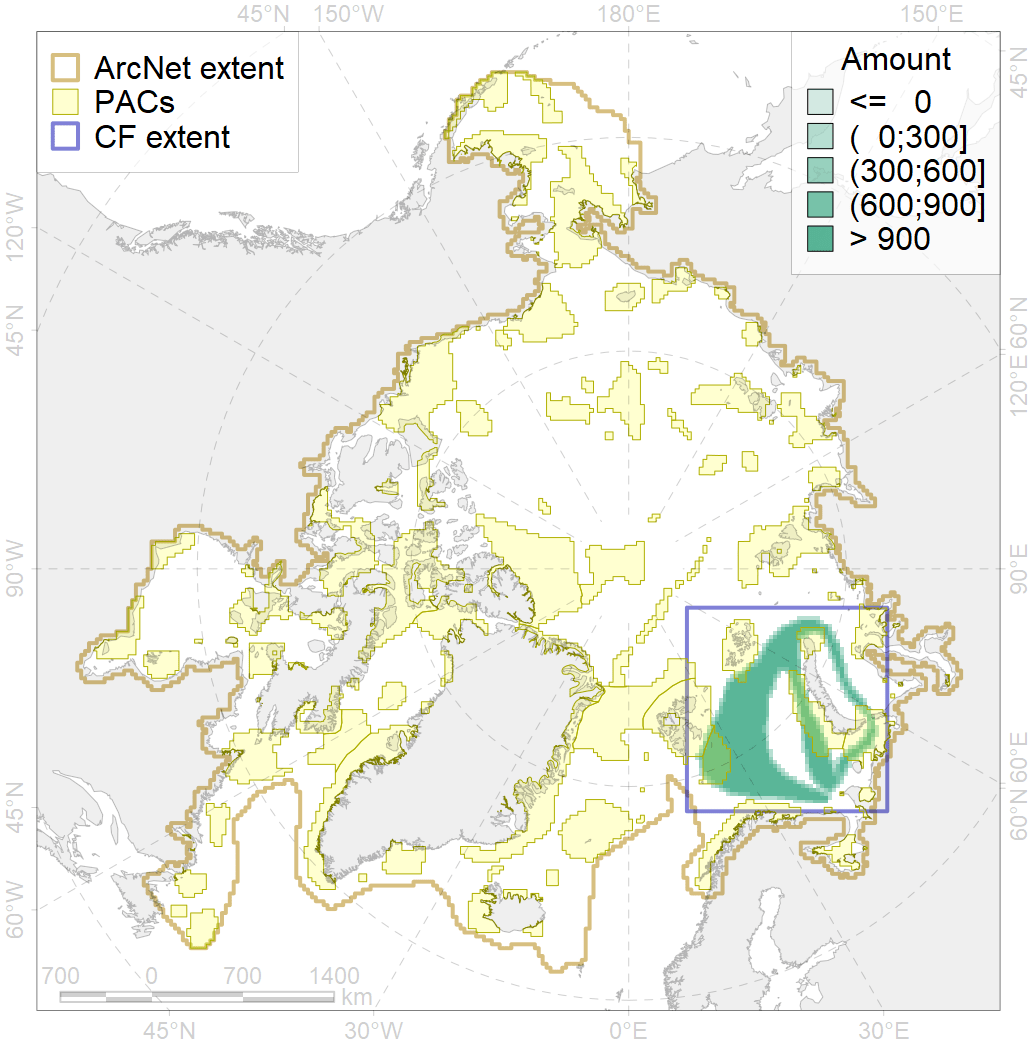 45°N 150°W 180°E 150°E
ArcNet extent
PACs
CF extent
Amount
<= 0
( 0;300]
(300;600]
(600;900]
> 900
45°N
60°N
120°E
90°E
60°E
60°N
120°W
45°N
90°W
45°N
60°W
700 0 700 1400
km
45°N 30°W 0°E 30°E